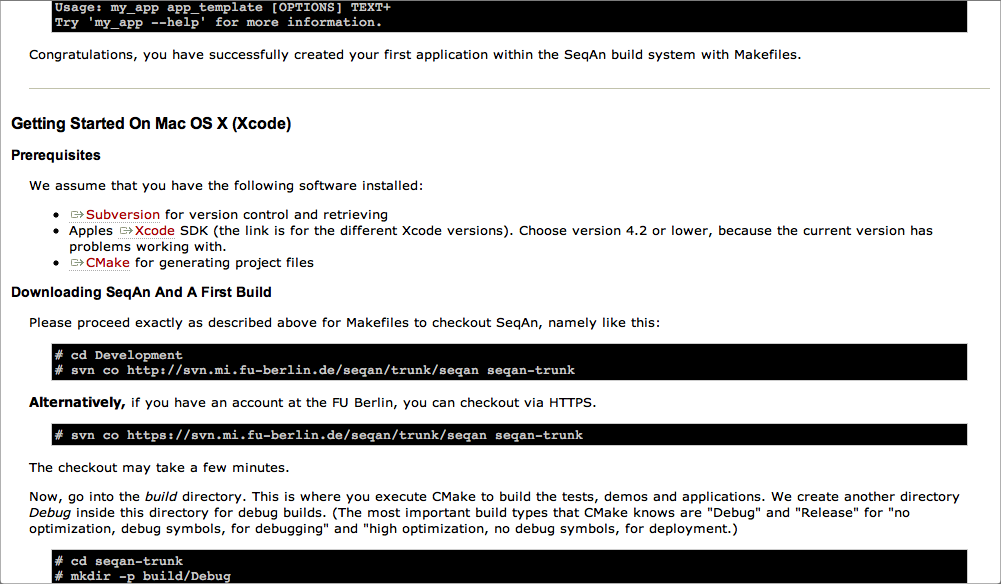 Usage: my_app app_template [OPTIONS] TEXT+
Try 'my_app --help' for more information.
Congratulations, you have successfully created your first application within the SeqAn build system with Makefiles.
Getting Started On Mac OS X (Xcode)
Prerequisites
We assume that you have the following software installed:
• Subversion for version control and retrieving
• Apples Xcode SDK (the link is for the different Xcode versions). Choose version 4.2 or lower, because the current version has
problems working with.
• CMake for generating project files
Downloading SeqAn And A First Build
Please proceed exactly as described above for Makefiles to checkout SeqAn, namely like this:
# cd Development
# svn co http://svn.mi.fu-berlin.de/seqan/trunk/seqan seqan-trunk
Alternatively, if you have an account at the FU Berlin, you can checkout via HTTPS.
# svn co https://svn.mi.fu-berlin.de/seqan/trunk/seqan seqan-trunk
The checkout may take a few minutes.
Now, go into the build directory. This is where you execute CMake to build the tests, demos and applications. We create another directory
Debug inside this directory for debug builds. (The most important build types that CMake knows are "Debug" and "Release" for "no
optimization, debug symbols, for debugging" and "high optimization, no debug symbols, for deployment.)
# cd seqan-trunk
# mkdir -p build/Debug